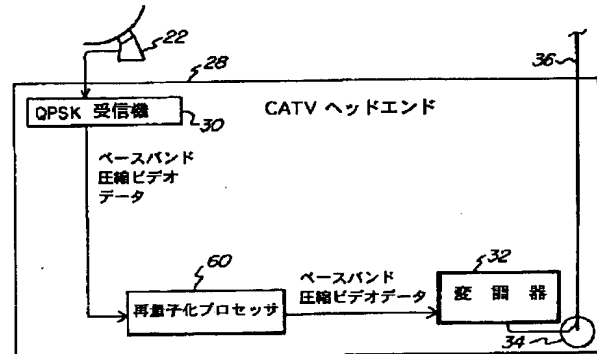 22
28
36
QPSK 受信機
30
CATV ヘッドエンド
ベースバンド
圧縮ビデオ
データ
60
再量子化プロセッサ
ベースバンド
圧縮ビデオデータ
32
変調器
34